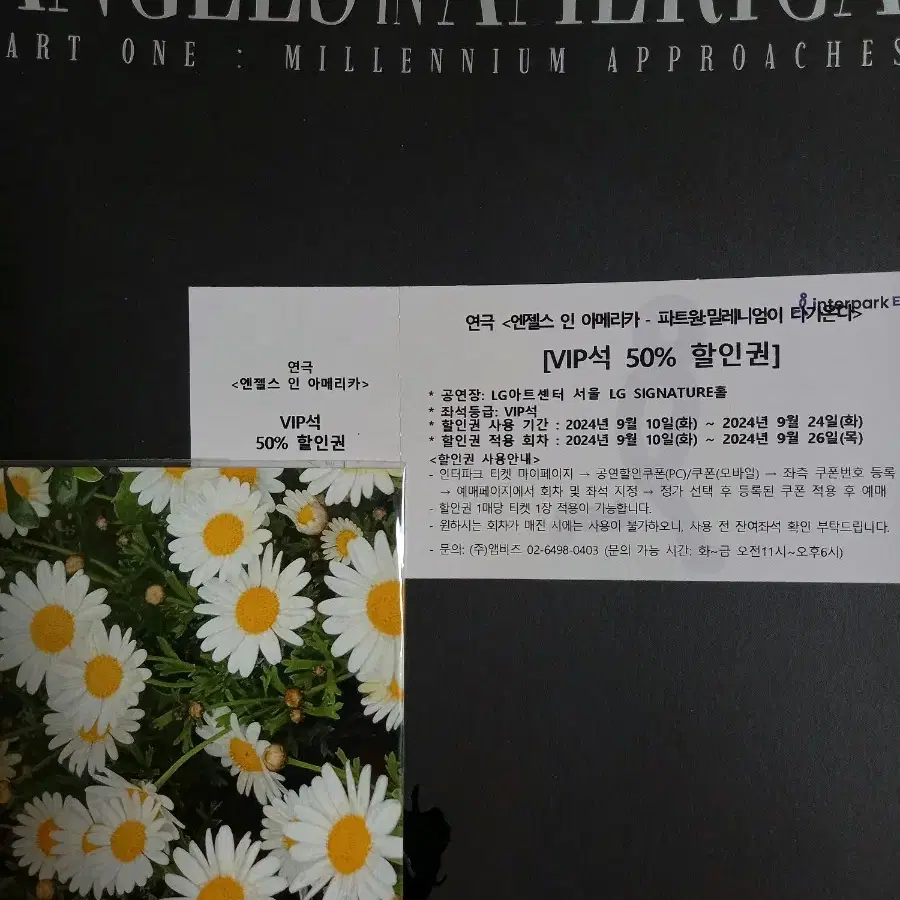 ANGELS IN AMERICA
ART ONE : MILLENNIUM APPROACHES
interpark
연극 <엔젤스 인 아메리카 - 파트원:밀레니엄이 다가온다>
[VIP석 50% 할인권]
* 공연장: LG아트센터 서울 LG SIGNATURE홀
* 좌석등급: VIP석
* 할인권 사용 기간 : 2024년 9월 10일(화) ~ 2024년 9월 24일(화)
* 할인권 적용 회차 : 2024년 9월 10일(화) ~ 2024년 9월 26일(목)
<할인권 사용안내>
- 인터파크 티켓 마이페이지 → 공연할인쿠폰(PC)/쿠폰(모바일) → 좌측 쿠폰번호 등록
→ 예매페이지에서 회차 및 좌석 지정 → 정가 선택 후 등록된 쿠폰 적용 후 예매
- 할인권 1매당 티켓 1장 적용이 가능합니다.
- 원하시는 회차가 매진 시에는 사용이 불가하오니, 사용 전 잔여좌석 확인 부탁드립니다.
- 문의: (주)앰비즈 02-6498-0403 (문의 가능 시간: 화~금 오전11시~오후6시)
연극
<엔젤스 인 아메리카>
VIP석
50% 할인권